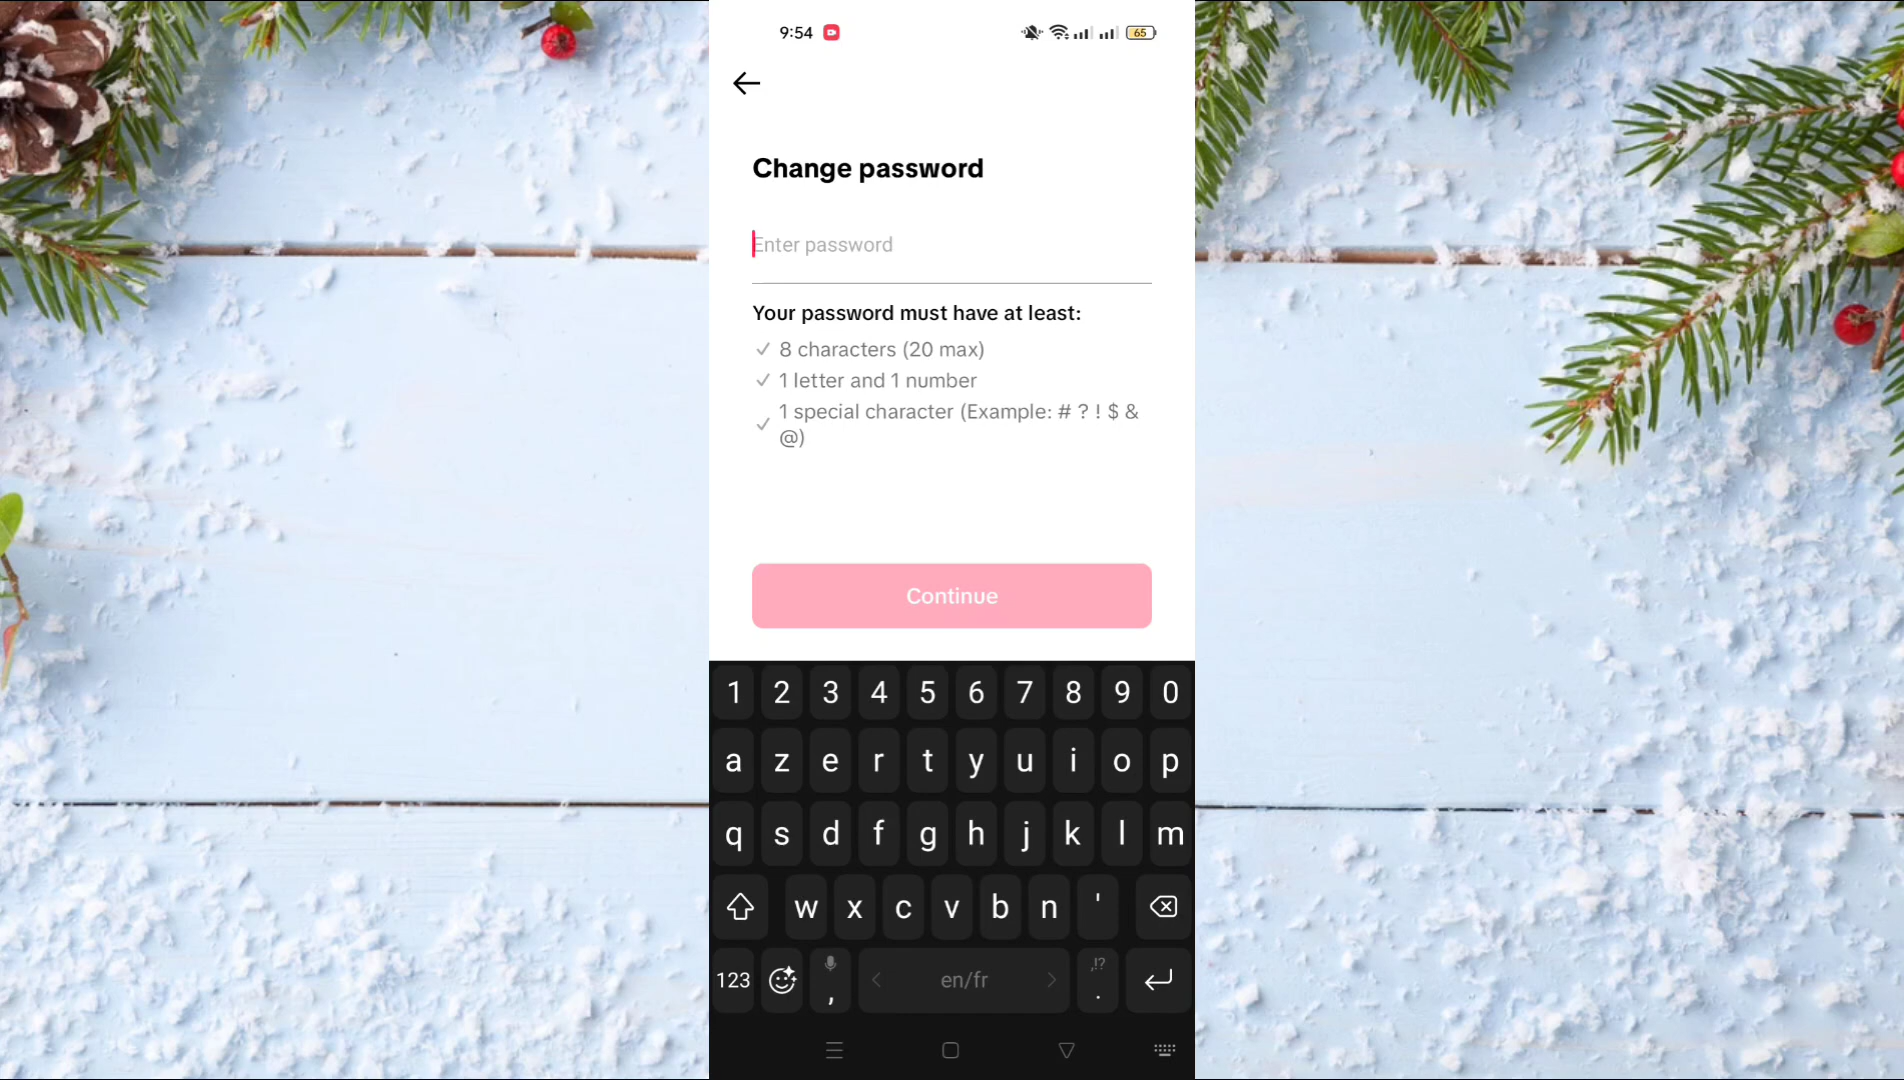 9:54
65
Change password
Enter password
Your password must have at least:
8 characters (20 max)
1 letter and 1 number
1 special character (Example: # ? ! $ &
@)
Continue
1 2 3 4 5 6 7 8 9 0
a z e r t y u i o p
q s d f g h j k l m
w x c v b n '
123 , en/fr ,!? .